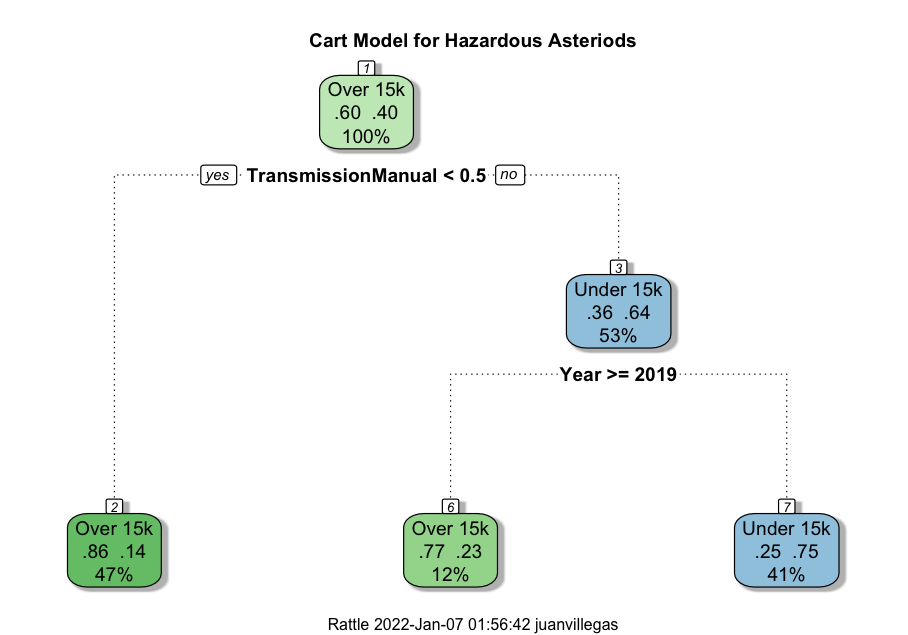 Cart Model for Hazardous Asteriods
1
Over 15k
.60 .40
100%
yes TransmissionManual < 0.5 no
3
Under 15k
.36 .64
53%
Year >= 2019
2
Over 15k
.86 .14
47%
6
Over 15k
.77 .23
12%
7
Under 15k
.25 .75
41%
Rattle 2022-Jan-07 01:56:42 juanvillegas